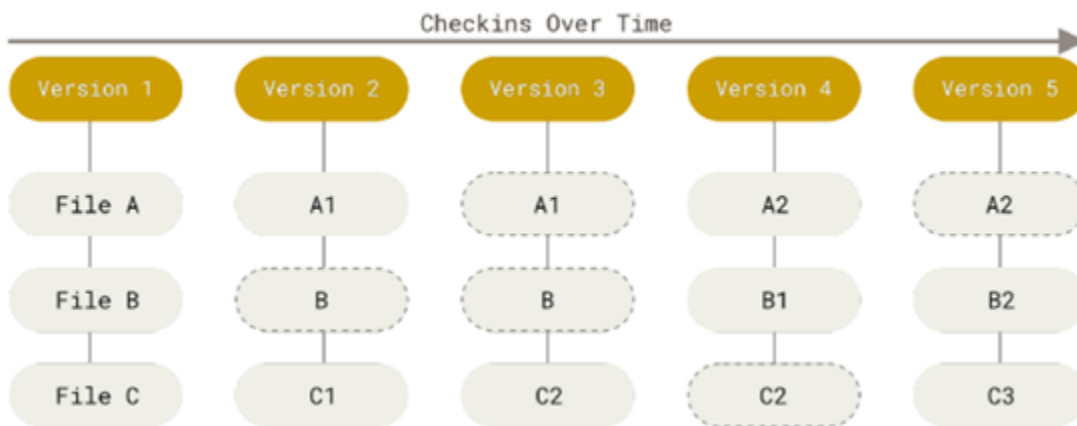 Checkins Over Time
Version 1 Version 2 Version 3 Version 4 Version 5
File A A1 A1 A2 A2
File B B B B1 B2
File C C1 C2 C2 C3